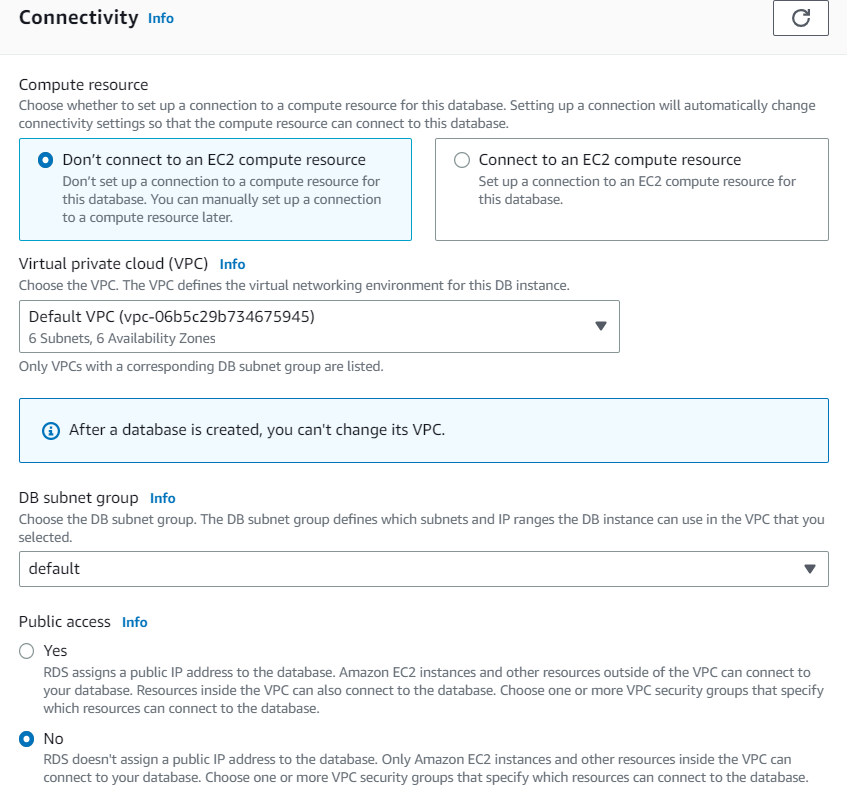 Connectivity Info
Compute resource
Choose whether to set up a connection to a compute resource for this database. Setting up a connection will automatically change
connectivity settings so that the compute resource can connect to this database.
Don’t connect to an EC2 compute resource
Don’t set up a connection to a compute resource for
this database. You can manually set up a connection
to a compute resource later.
Connect to an EC2 compute resource
Set up a connection to an EC2 compute resource for
this database.
Virtual private cloud (VPC) Info
Choose the VPC. The VPC defines the virtual networking environment for this DB instance.
Default VPC (vpc-06b5c29b734675945)
6 Subnets, 6 Availability Zones
Only VPCs with a corresponding DB subnet group are listed.
After a database is created, you can't change its VPC.
DB subnet group Info
Choose the DB subnet group. The DB subnet group defines which subnets and IP ranges the DB instance can use in the VPC that you
selected.
default
Public access Info
Yes
RDS assigns a public IP address to the database. Amazon EC2 instances and other resources outside of the VPC can connect to
your database. Resources inside the VPC can also connect to the database. Choose one or more VPC security groups that specify
which resources can connect to the database.
No
RDS doesn't assign a public IP address to the database. Only Amazon EC2 instances and other resources inside the VPC can
connect to your database. Choose one or more VPC security groups that specify which resources can connect to the database.